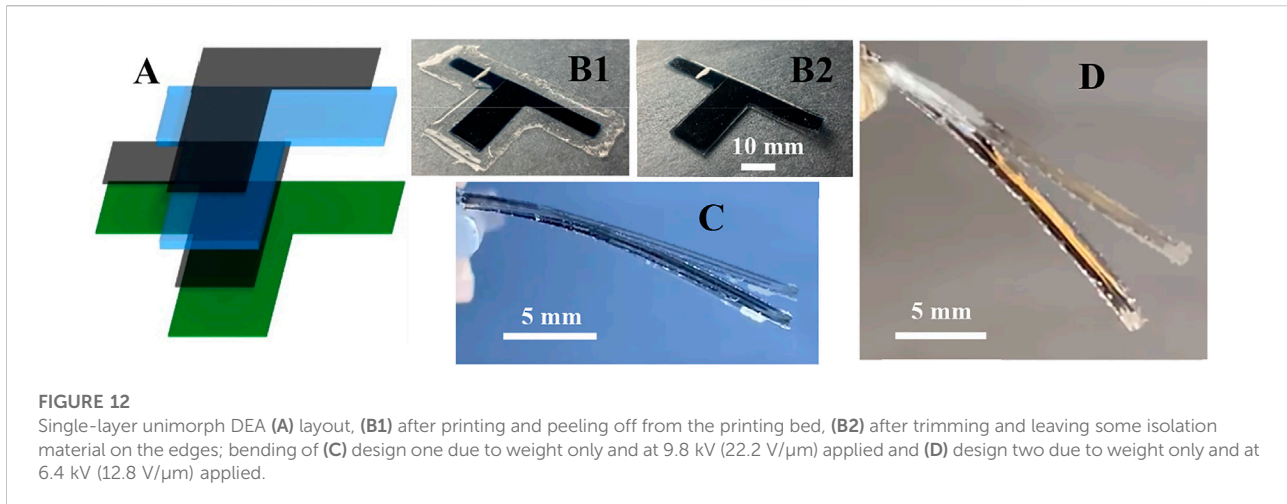 A
B1
B2
D
10 mm
C
5 mm
5 mm
FIGURE 12
Single-layer unimorph DEA (A) layout, (B1) after printing and peeling off from the printing bed, (B2) after trimming and leaving some isolation
material on the edges; bending of (C) design one due to weight only and at 9.8 kV (22.2 V/μm) applied and (D) design two due to weight only and at
6.4 kV (12.8 V/μm) applied.